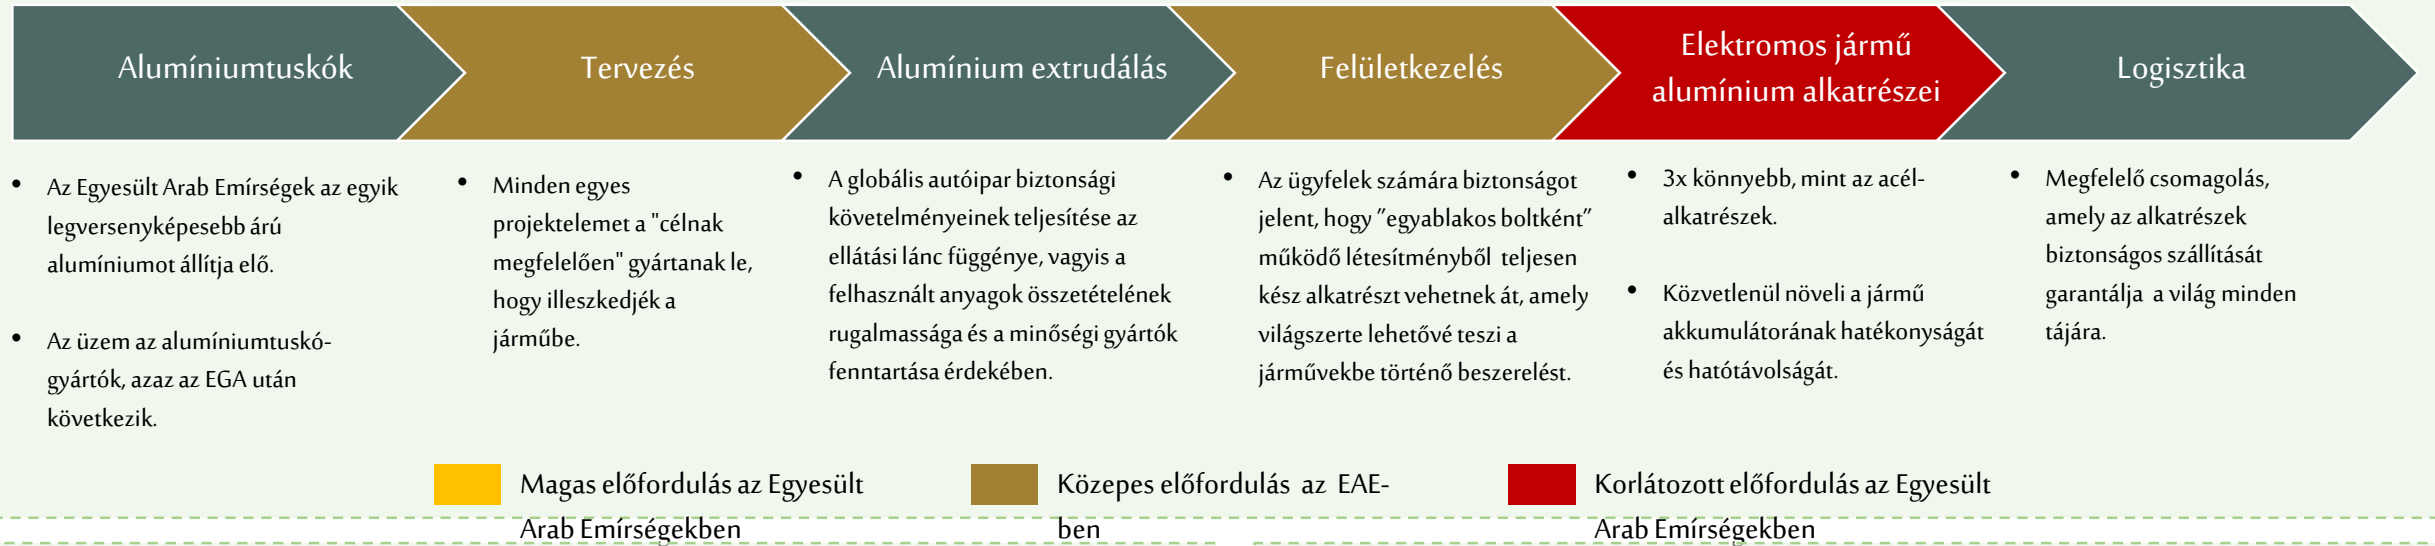 Alumíniumtuskók
Tervezés
Alumínium extrudálás
Felületkezelés
Elektromos jármű
alumínium alkatrészei
Logisztika
• Az Egyesült Arab Emírségek az egyik
legversenyképesebb árú
alumíniumot állítja elő.
• Az üzem az alumíniumtuskó-
gyártók, azaz az EGA után
következik.
• Minden egyes
projektelemet a "célnak
megfelelően" gyártanak le,
hogy illeszkedjék a
járműbe.
• A globális autóipar biztonsági
követelményeinek teljesítése az
ellátási lánc függénye, vagyis a
felhasznált anyagok összetételének
rugalmassága és a minőségi gyártók
fenntartása érdekében.
• Az ügyfelek számára biztonságot
jelent, hogy ”egyablakos boltként”
működő létesítményből teljesen
kész alkatrészt vehetnek át, amely
világszerte lehetővé teszi a
járművekbe történő beszerelést.
• 3x könnyebb, mint az acél-
alkatrészek.
• Közvetlenül növeli a jármű
akkumulátorának hatékonyságát
és hatótávolságát.
• Megfelelő csomagolás,
amely az alkatrészek
biztonságos szállítását
garantálja a világ minden
tájára.
Magas előfordulás az Egyesült
Arab Emírségekben
Közepes előfordulás az EAE-
ben
Korlátozott előfordulás az Egyesült
Arab Emírségekben